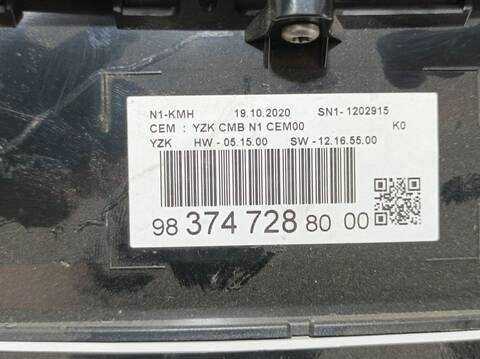 N1-KMH 19.10.2020 SN1- 1202915
CEM : YZK CMB N1 CEM00 K0
YZK HW - 05.15.00 SW - 12.16.55.00
98 374 728 80 00